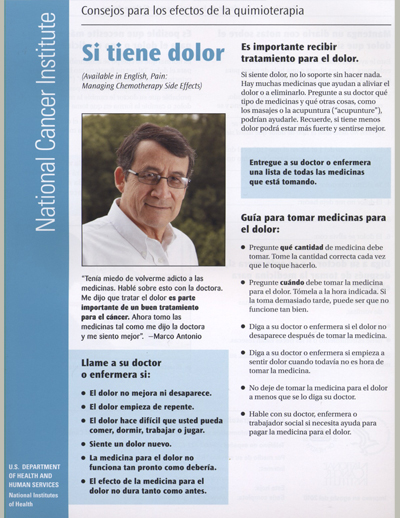 National Cancer Institute
Consejos para los efectos de la quimioterapia
Si tiene dolor
(Available in English, Pain:
Managing Chemotherapy Side Effects)
"Tenía miedo de volverme adicto a las
medicinas. Hablé sobre esto con la doctora.
Me dijo que tratar el dolor es parte
importante de un buen tratamiento
para el cáncer. Ahora tomo las
medicinas tal como me dijo la doctora
y me siento mejor". —Marco Antonio
Llame a su doctor
o enfermera si:
● El dolor no mejora ni desaparece.
● El dolor empieza de repente.
● El dolor hace difícil que usted pueda
comer, dormir, trabajar o jugar.
● Siente un dolor nuevo.
● La medicina para el dolor no
funciona tan pronto como debería.
● El efecto de la medicina para el
dolor no dura tanto como antes.
Es importante recibir
tratamiento para el dolor.
Si siente dolor, no lo soporte sin hacer nada.
Hay muchas medicinas que ayudan a aliviar el
dolor o a eliminarlo. Pregunte a su doctor qué
tipo de medicinas y qué otras cosas, como
los masajes o la acupuntura ("acupuncture"),
podrían ayudarle. Recuerde, si tiene menos
dolor podrá estar más fuerte y sentirse mejor.
Entregue a su doctor o enfermera
una lista de todas las medicinas
que está tomando.
Guía para tomar medicinas para
el dolor:
● Pregunte qué cantidad de medicina debe
tomar. Tome la cantidad correcta cada vez
que le toque hacerlo.
● Pregunte cuándo debe tomar la medicina
para el dolor. Tómela a la hora indicada. Si
la toma demasiado tarde, puede ser que no
funcione tan bien.
● Diga a su doctor o enfermera si el dolor no
desaparece después de tomar la medicina.
● Diga a su doctor o enfermera si empieza a
sentir dolor cuando todavía no es hora de
tomar la medicina.
● No deje de tomar la medicina para el dolor
a menos que se lo diga su doctor.
● Hable con su doctor, enfermera o
trabajador social si necesita ayuda para
pagar la medicina para el dolor.
U.S. DEPARTMENT
OF HEALTH AND
HUMAN SERVICES
National Institutes
of Health